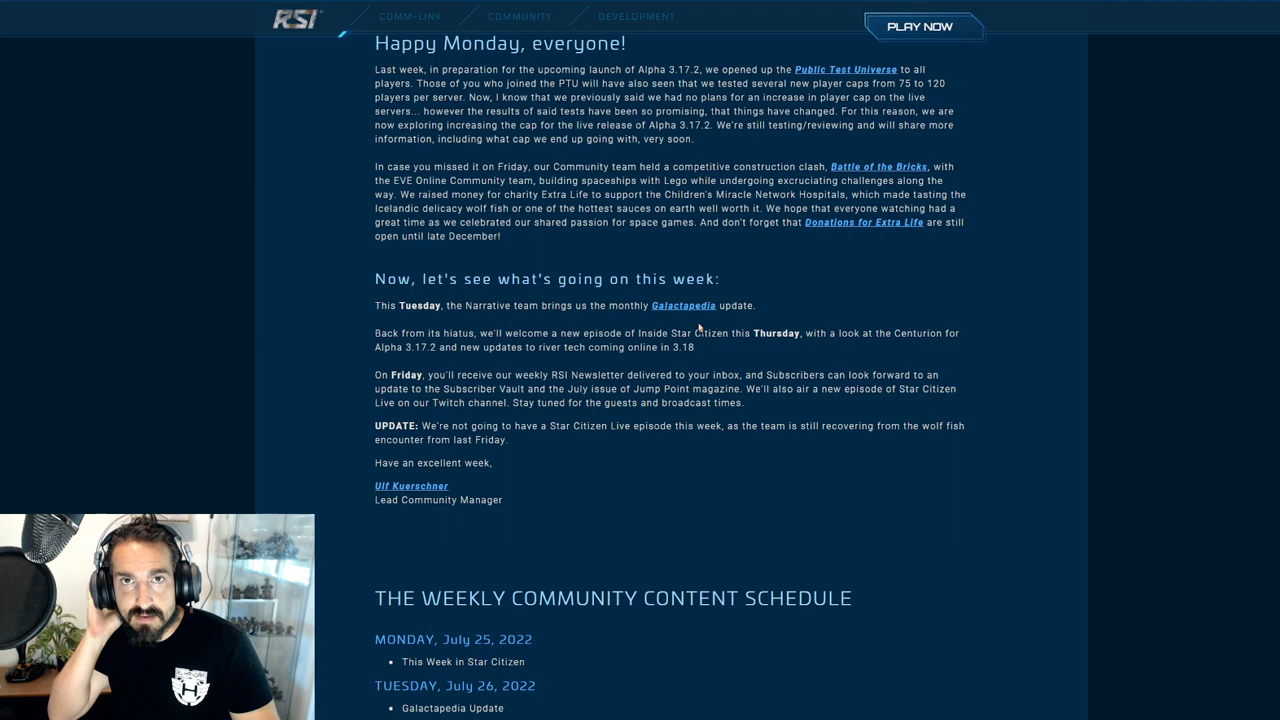 RSI
COMM-LINK
COMMUNITY
DEVELOPMENT
PLAY NOW
Happy Monday, everyone!
Last week, in preparation for the upcoming launch of Alpha 3.17.2, we opened up the Public Test Universe to all
players. Those of you who joined the PTU will have also seen that we tested several new player caps from 75 to 120
players per server. Now, I know that we previously said we had no plans for an increase in player cap on the live
servers... however the results of said tests have been so promising, that things have changed. For this reason, we are
now exploring increasing the cap for the live release of Alpha 3.17.2. We're still testing/reviewing and will share more
information, including what cap we end up going with, very soon.
In case you missed it on Friday, our Community team held a competitive construction clash, Battle of the Bricks, with
the EVE Online Community team, building spaceships with Lego while undergoing excruciating challenges along the
way. We raised money for charity Extra Life to support the Children's Miracle Network Hospitals, which made tasting the
Icelandic delicacy wolf fish or one of the hottest sauces on earth well worth it. We hope that everyone watching had a
great time as we celebrated our shared passion for space games. And don't forget that Donations for Extra Life are still
open until late December!
Now, let's see what's going on this week:
This Tuesday, the Narrative team brings us the monthly Galactapedia update.
Back from its hiatus, we'll welcome a new episode of Inside Star Citizen this Thursday, with a look at the Centurion for
Alpha 3.17.2 and new updates to river tech coming online in 3.18
On Friday, you'll receive our weekly RSI Newsletter delivered to your inbox, and Subscribers can look forward to an
update to the Subscriber Vault and the July issue of Jump Point magazine. We'll also air a new episode of Star Citizen
Live on our Twitch channel. Stay tuned for the guests and broadcast times.
UPDATE: We're not going to have a Star Citizen Live episode this week, as the team is still recovering from the wolf fish
encounter from last Friday.
Have an excellent week,
Ulf Kuerschner
Lead Community Manager
THE WEEKLY COMMUNITY CONTENT SCHEDULE
MONDAY, July 25, 2022
• This Week in Star Citizen
TUESDAY, July 26, 2022
• Galactapedia Update
H